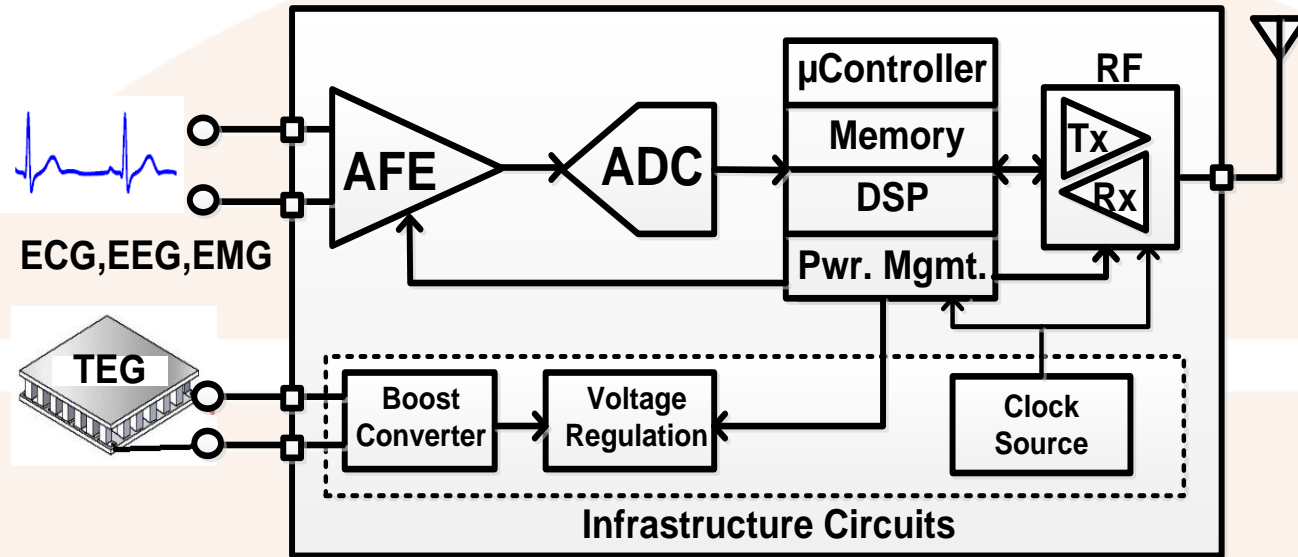 µController
RF
Memory
Tx
AFE
ADC
DSP
Rx
ECG,EEG,EMG
Pwr. Mgmt.
TEG
Boost
Converter
Voltage
Regulation
Clock
Source
Infrastructure Circuits